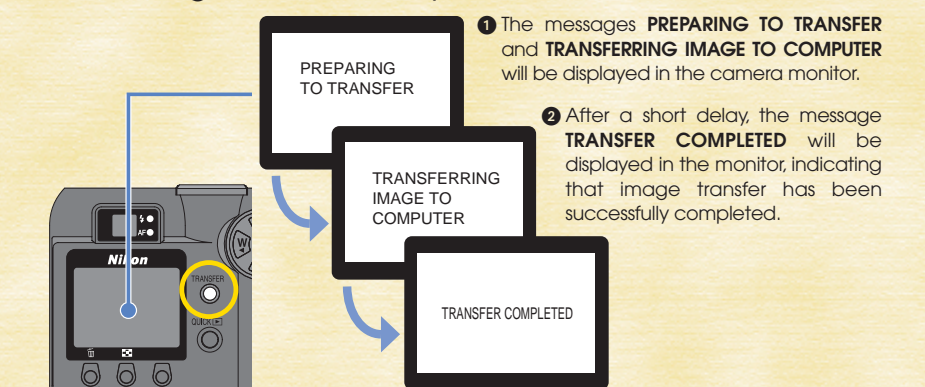 ❶ The messages PREPARING TO TRANSFER
and TRANSFERRING IMAGE TO COMPUTER
will be displayed in the camera monitor.
❷ After a short delay, the message
TRANSFER COMPLETED will be
displayed in the monitor, indicating
that image transfer has been
successfully completed.
PREPARING
TO TRANSFER
TRANSFERRING
IMAGE TO
COMPUTER
TRANSFER COMPLETED
AF
W
Nikon
TRANSFER
QUICK